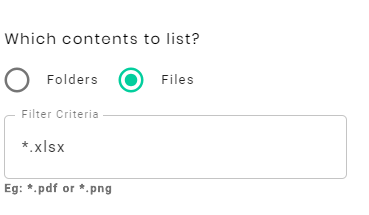 Which contents to list?
Folders Files
Filter Criteria
*.xlsx
Eg: *.pdf or *.png